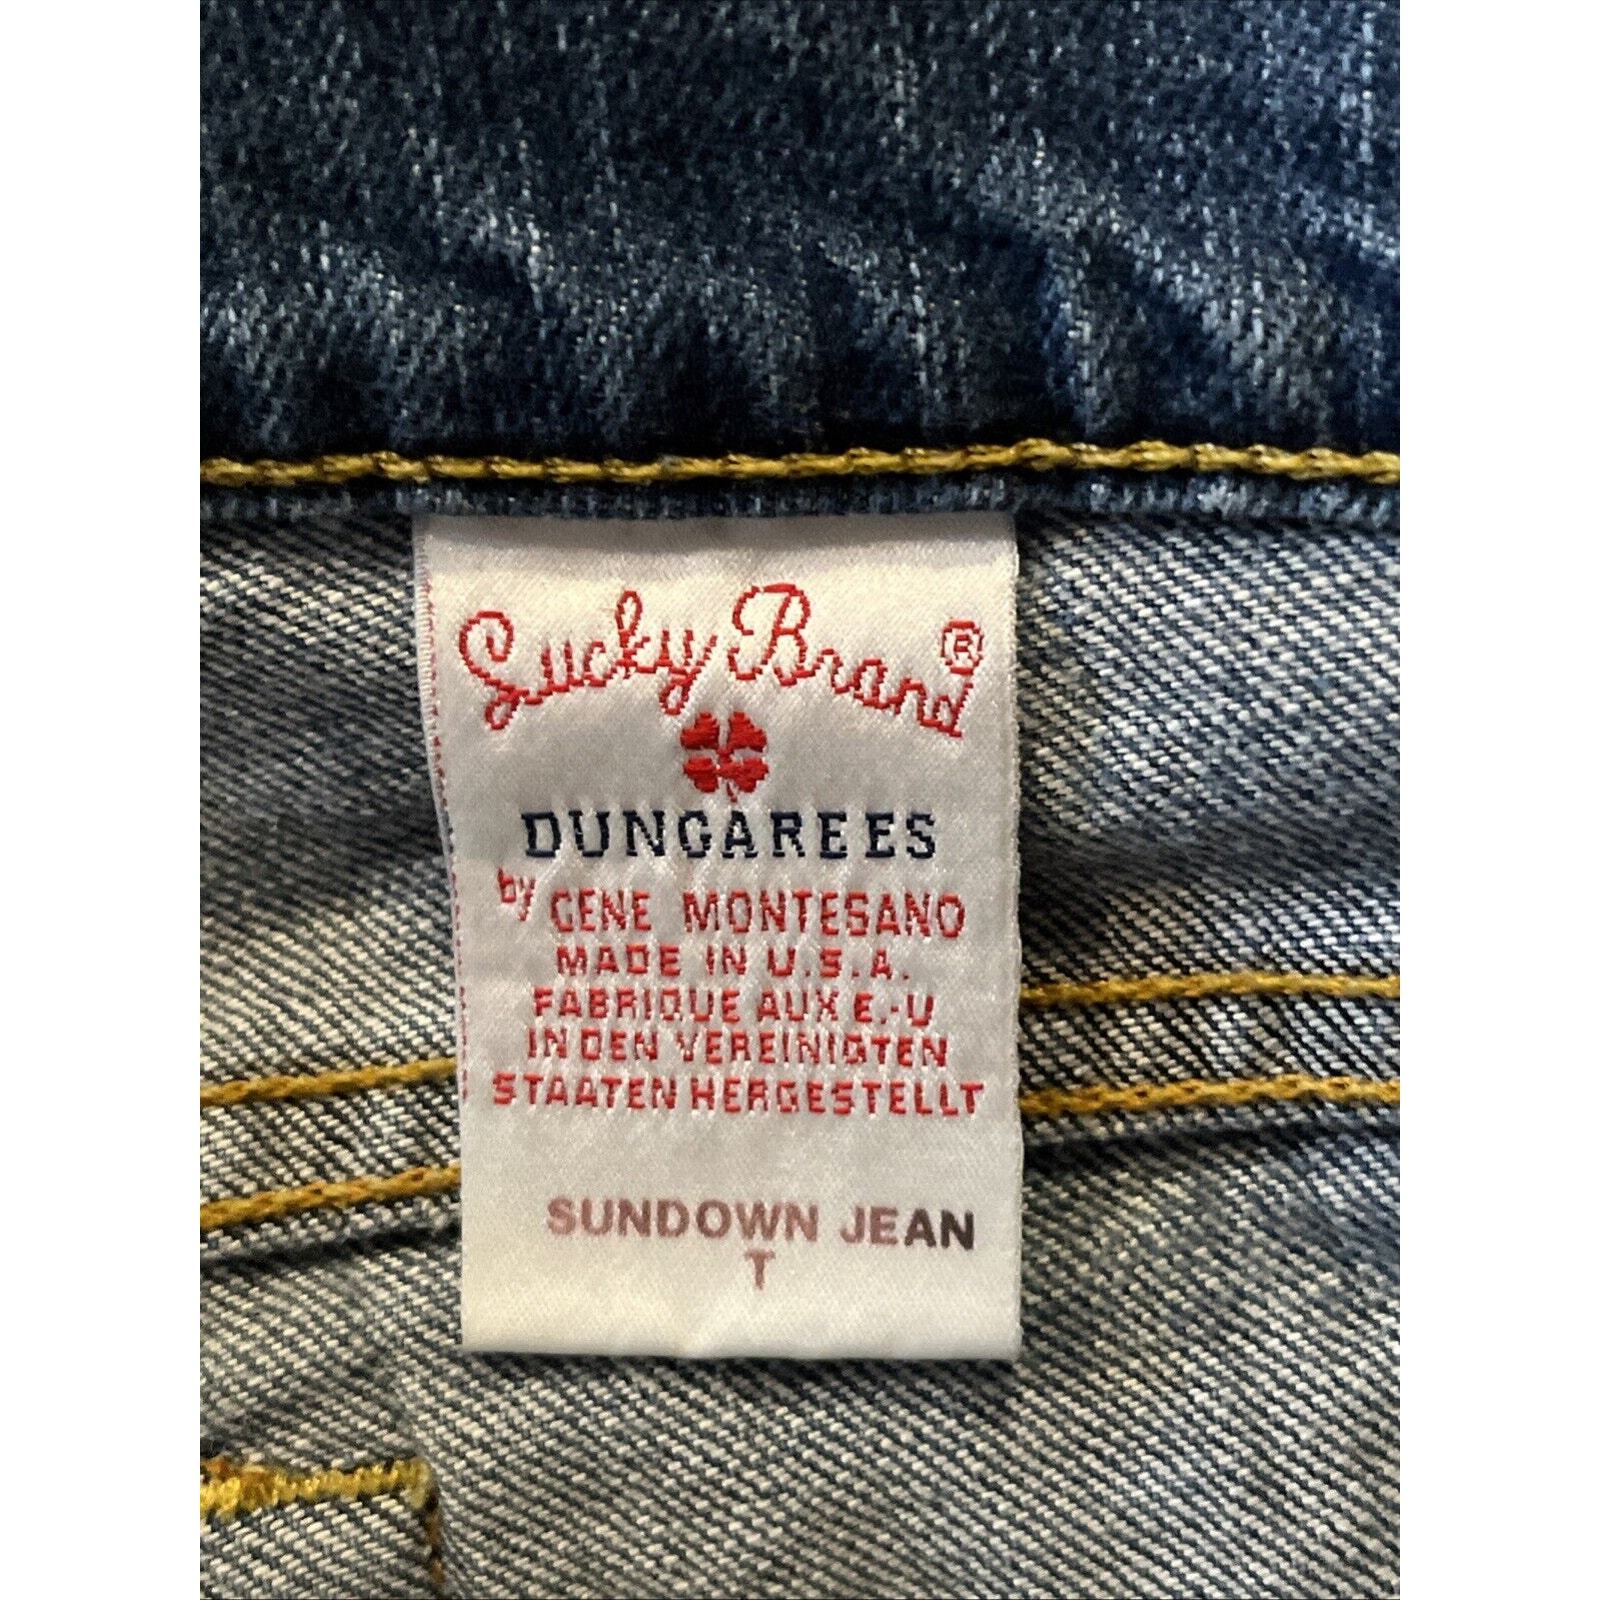 Lucky Brand®
DUNGAREES
by GENE MONTESANO
MADE IN U.S.A.
FABRIQUE AUX E.-U
IN DEN VEREINIGTEN
STAATEN HERGESTELLT
SUNDOWN JEAN
T